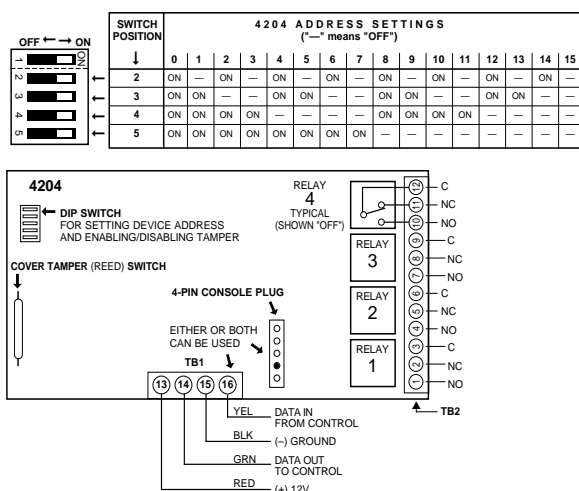 SWITCH POSITION 4204 ADDRESS SETTINGS
("—" means "OFF")
OFF ←→ ON
↓ 0 1 2 3 4 5 6 7 8 9 10 11 12 13 14 15
2 ON — ON — ON — ON — ON — ON — ON — ON —
3 ON ON — — ON ON — — ON ON — — ON ON — —
4 ON ON ON ON — — — — ON ON ON ON — — — —
5 ON ON ON ON ON ON ON ON — — — — — — — —
1 ON
2 ←
3 ←
4 ←
5 ←
4204
DIP SWITCH
FOR SETTING DEVICE ADDRESS
AND ENABLING/DISABLING TAMPER
COVER TAMPER (REED) SWITCH
4-PIN CONSOLE PLUG
EITHER OR BOTH
CAN BE USED
TB1
13 14 15 16
RELAY
4
TYPICAL
(SHOWN "OFF")
RELAY
3
RELAY
2
RELAY
1
12 C
11 NC
10 NO
9 C
8 NC
7 NO
6 C
5 NC
4 NO
3 C
2 NC
1 NO
TB2
YEL DATA IN
FROM CONTROL
BLK (–) GROUND
GRN DATA OUT
TO CONTROL
RED (+) 12V